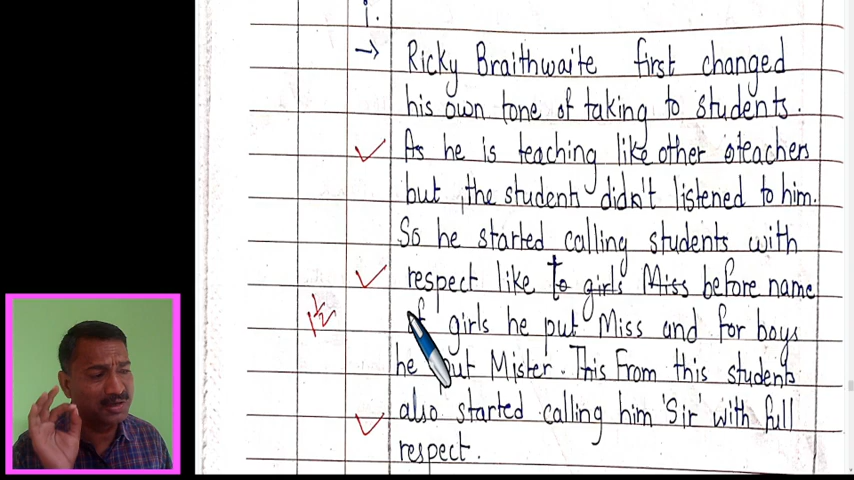 i.
→ Ricky Braithwaite first changed
his own tone of taking to students.
As he is teaching like other steachers
but the student didn't listened to him.
So he started calling students with
respect like to girls Miss before name
of girls he put Miss and for boys
he put Mister. This From this students
also started calling him 'Sir' with full
respect.
1½